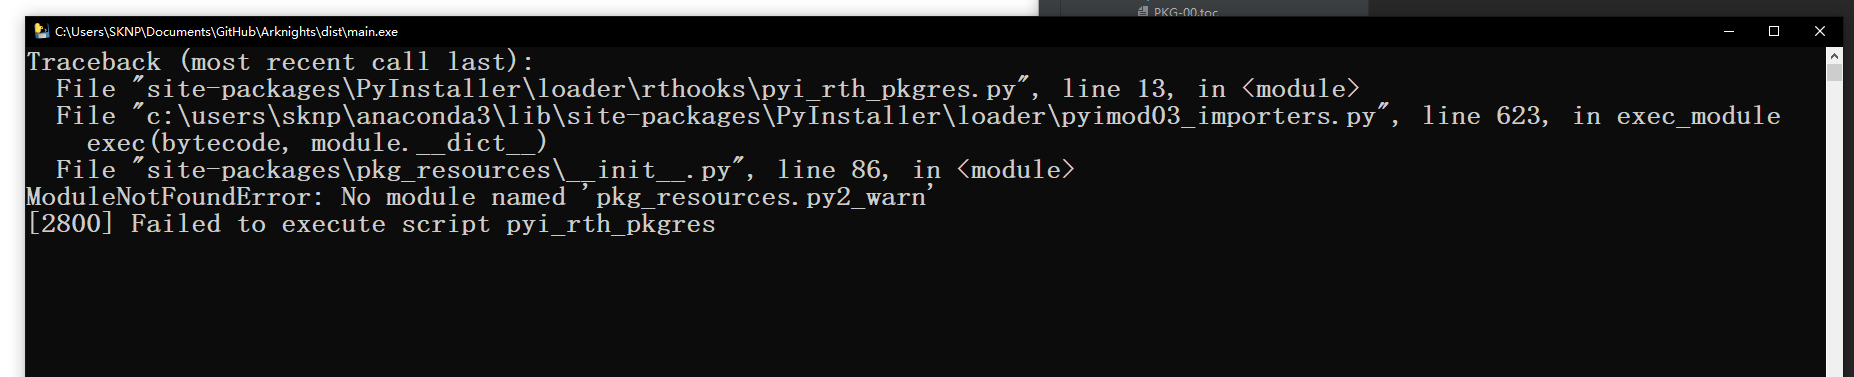 PKG-00.toc
C:\Users\SKNP\Documents\GitHub\Arknights\dist\main.exe
Traceback (most recent call last):
  File "site-packages\PyInstaller\loader\rthooks\pyi_rth_pkgres.py", line 13, in <module>
  File "c:\users\sknp\anaconda3\lib\site-packages\PyInstaller\loader\pyimod03_importers.py", line 623, in exec_module
    exec(bytecode, module.__dict__)
  File "site-packages\pkg_resources\__init__.py", line 86, in <module>
ModuleNotFoundError: No module named 'pkg_resources.py2_warn'
[2800] Failed to execute script pyi_rth_pkgres